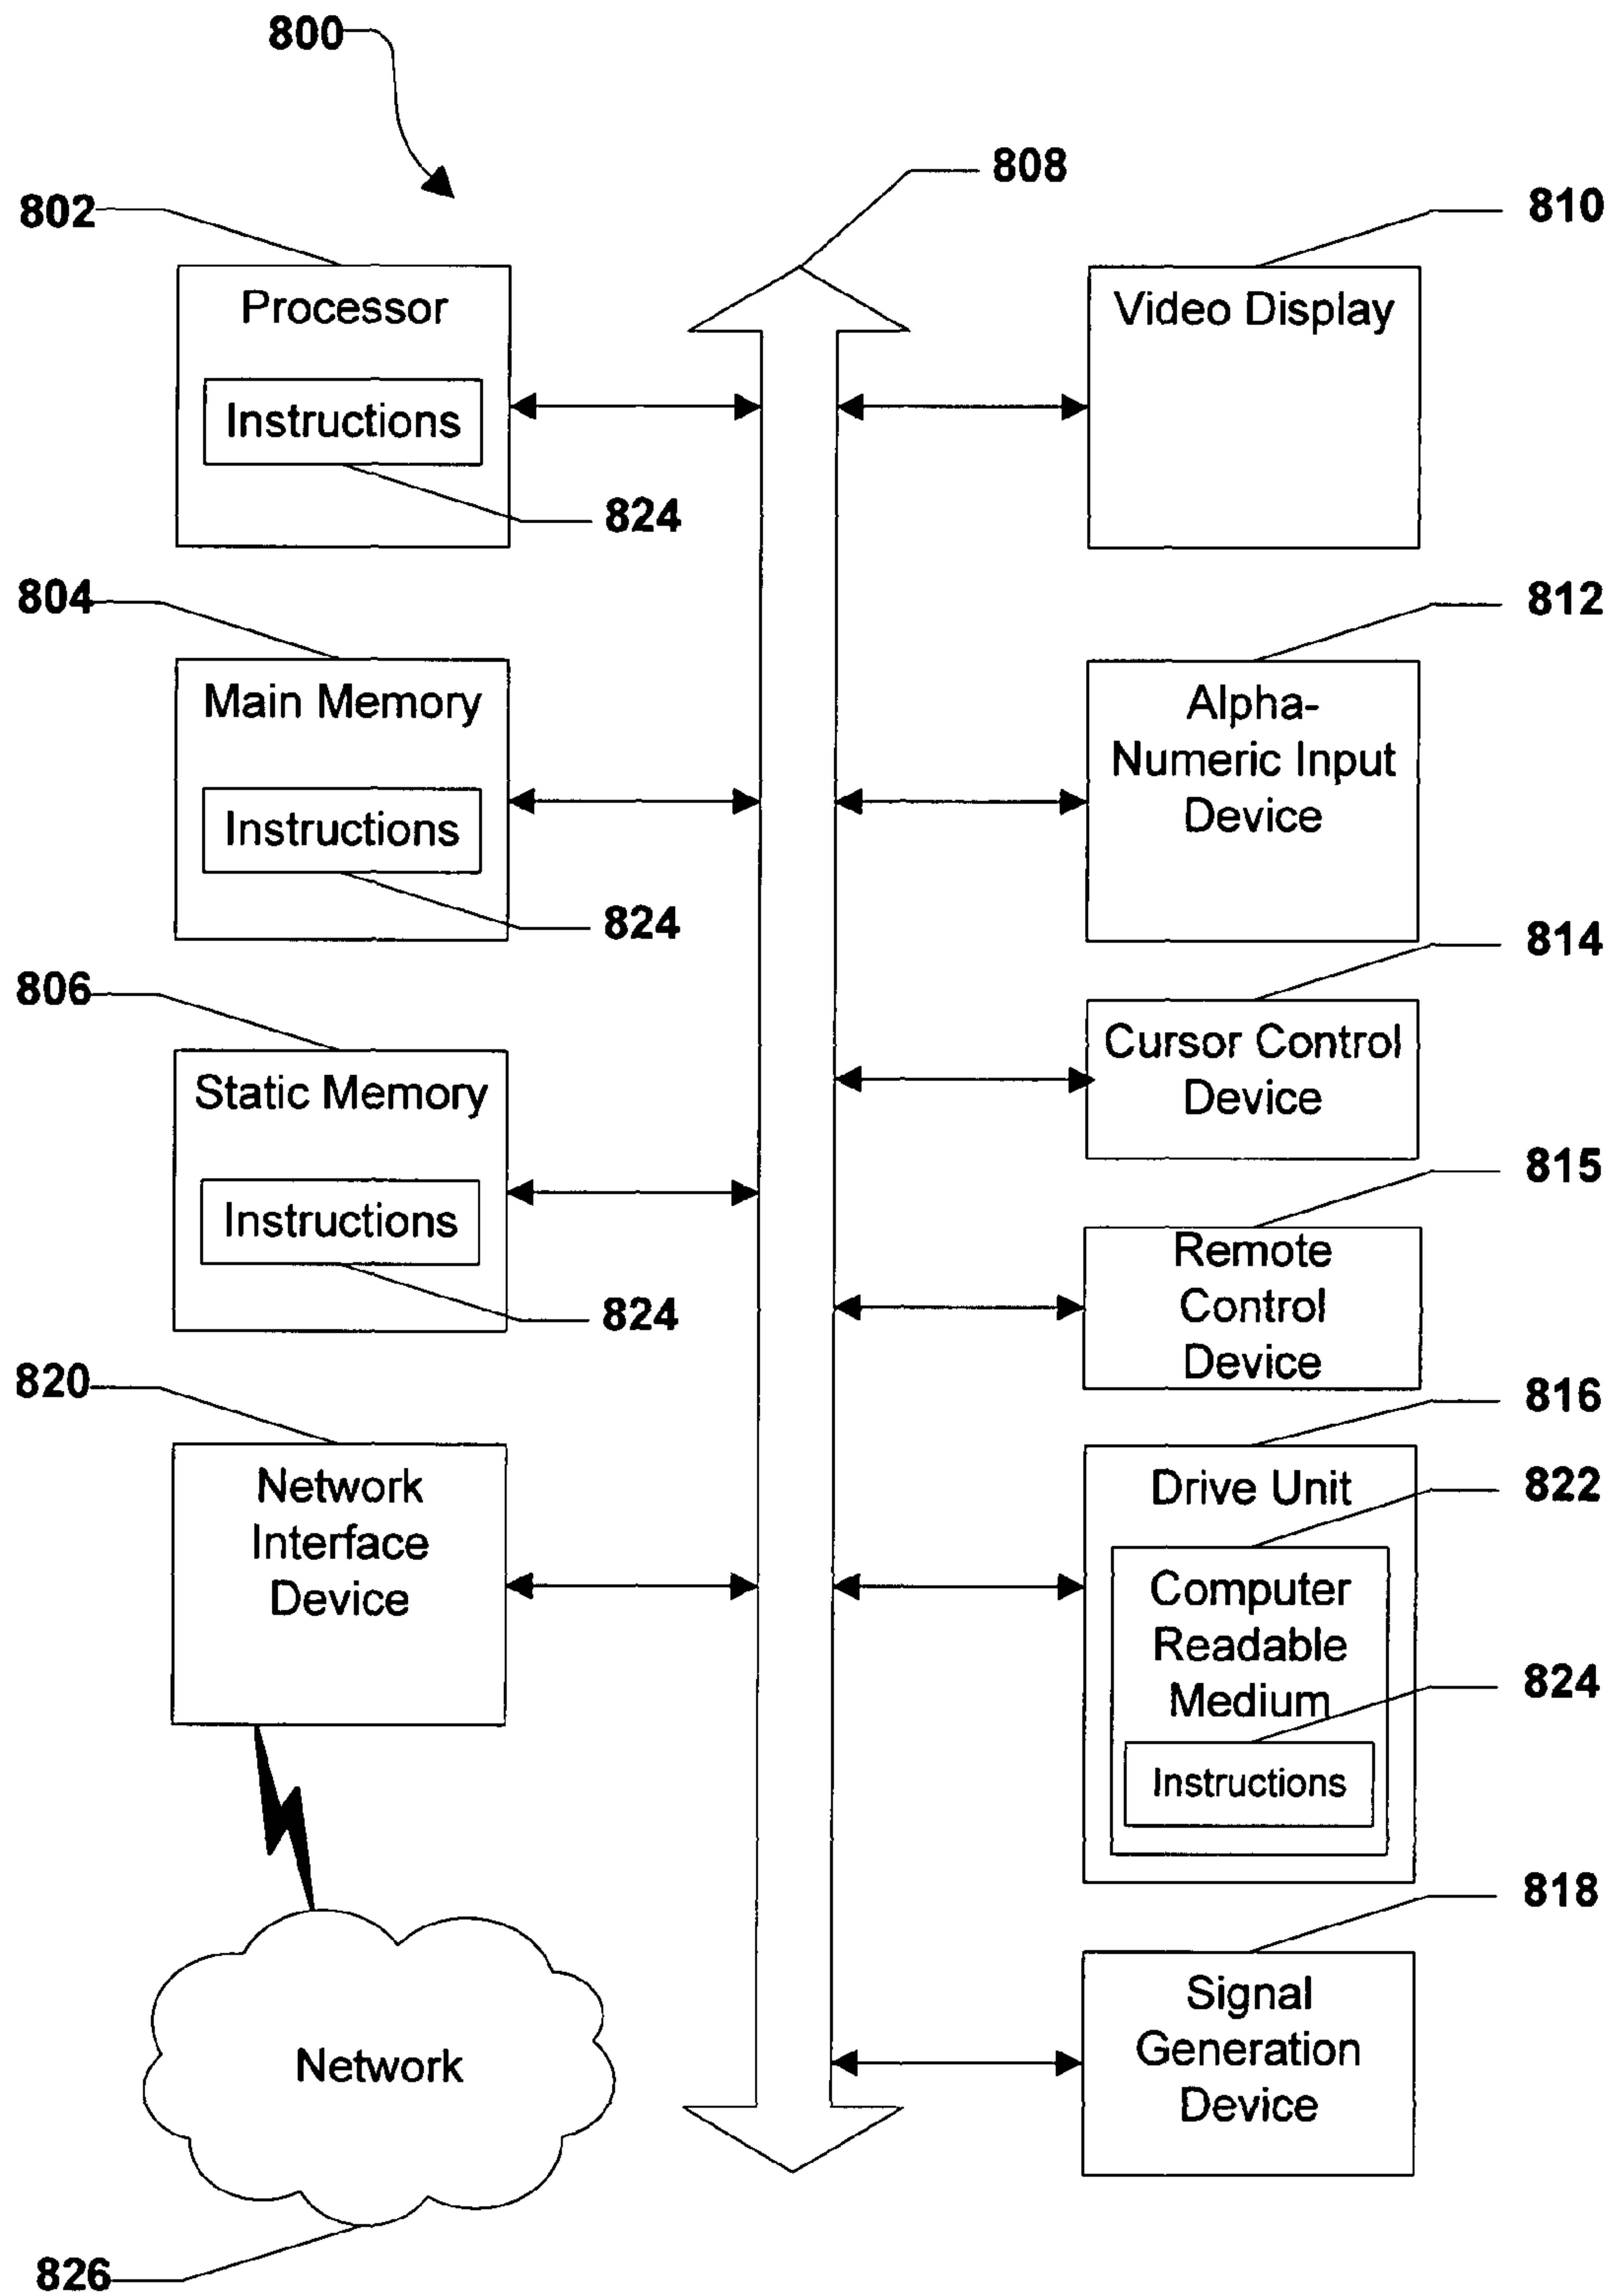 800
808
802
810
Processor
Instructions
824
Video Display
804
812
Main Memory
Instructions
824
Alpha-
Numeric Input
Device
806
814
Static Memory
Instructions
824
Cursor Control
Device
815
Remote
Control
Device
820
816
Network
Interface
Device
Drive Unit
822
Computer
Readable
Medium
824
Instructions
818
Signal
Generation
Device
Network
826